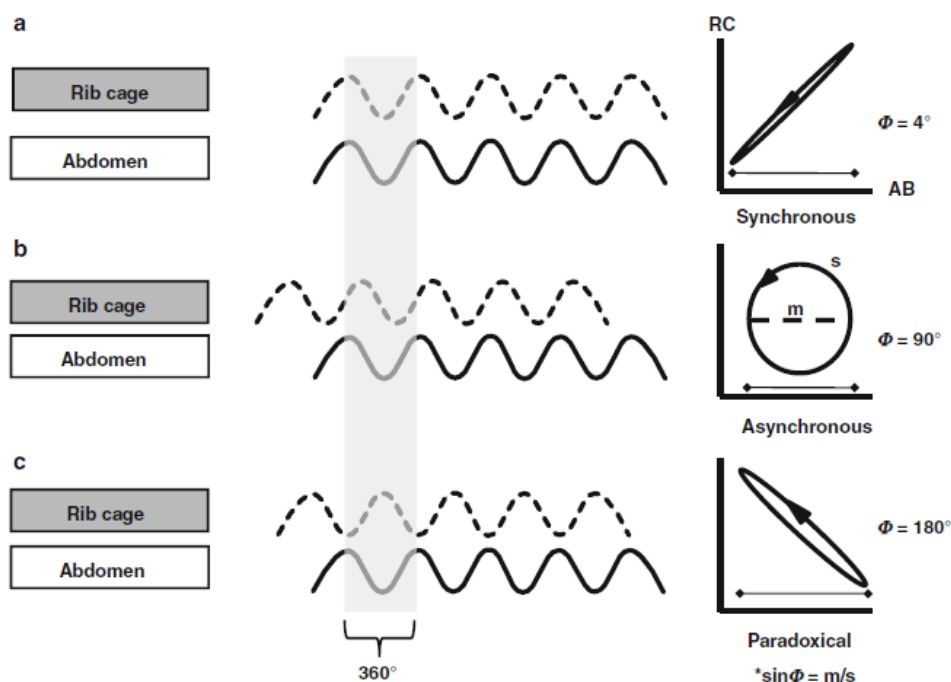 a
RC
Rib cage
Abdomen
Φ = 4°
AB
Synchronous
b
Rib cage
Abdomen
s
m
Φ = 90°
Asynchronous
c
Rib cage
Abdomen
Φ = 180°
Paradoxical
360°
*sinΦ = m/s